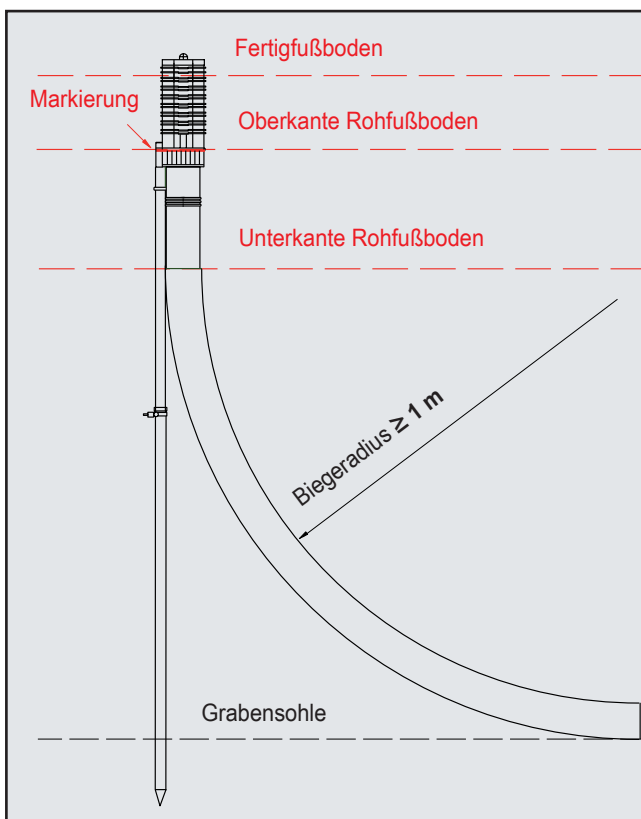 Fertigfußboden
Markierung
Oberkante Rohfußboden
Unterkante Rohfußboden
Biegeradius ≥ 1 m
Grabensohle